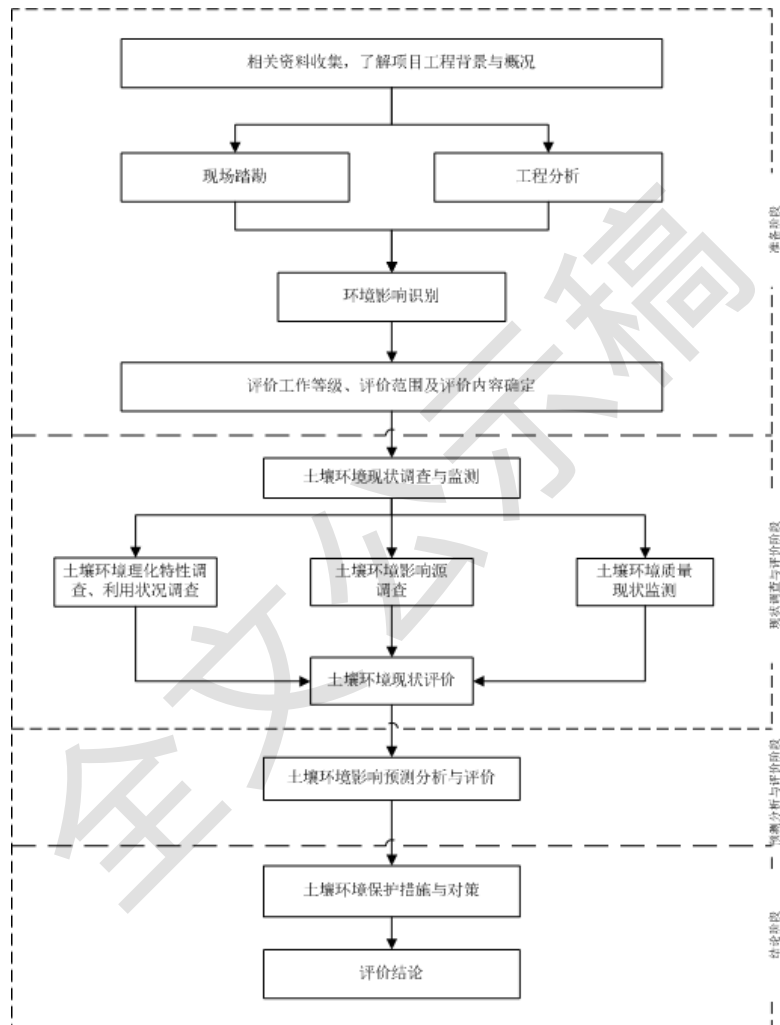 相关资料收集，了解项目工程背景与概况
现场踏勘
工程分析
环境影响识别
评价工作等级、评价范围及评价内容确定
准备阶段
土壤环境现状调查与监测
土壤环境理化特性调
查、利用状况调查
土壤环境影响源
调查
土壤环境质量
现状监测
土壤环境现状评价
现状调查与评价阶段
土壤环境影响预测分析与评价
预测分析与评价阶段
土壤环境保护措施与对策
评价结论
结论阶段
全文公示稿